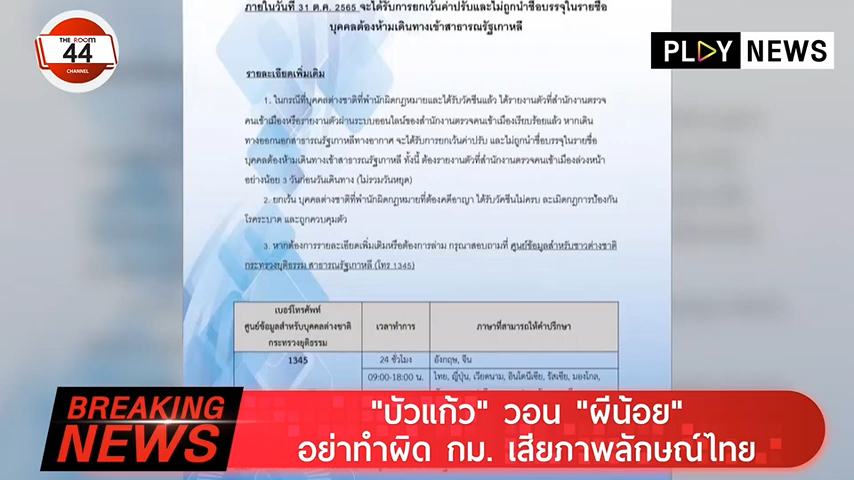 ภายในวันที่ 31 ต.ค. 2565 จะได้รับการยกเว้นค่าปรับและไม่ถูกนำชื่อบรรจุในรายชื่อ
บุคคลต้องห้ามเดินทางเข้าสาธารณรัฐเกาหลี
THE ROOM
44
CHANNEL
PLAY NEWS
รายละเอียดเพิ่มเติม
1. ในกรณีที่บุคคลต่างชาติที่พำนักผิดกฎหมายและได้รับวัคซีนแล้ว ได้รายงานตัวที่สำนักงานตรวจ
คนเข้าเมืองหรือรายงานตัวผ่านระบบออนไลน์ของสำนักงานตรวจคนเข้าเมืองเรียบร้อยแล้ว หากเดิน
ทางออกนอกสาธารณรัฐเกาหลีทางอากาศ จะได้รับการยกเว้นค่าปรับ และไม่ถูกนำชื่อบรรจุในรายชื่อ
บุคคลต้องห้ามเดินทางเข้าสาธารณรัฐเกาหลี ทั้งนี้ ต้องรายงานตัวที่สำนักงานตรวจคนเข้าเมืองล่วงหน้า
อย่างน้อย 3 วันก่อนวันเดินทาง (ไม่รวมวันหยุด)
2. ยกเว้น บุคคลต่างชาติที่พำนักผิดกฎหมายที่ต้องคดีอาญา ได้รับวัคซีนไม่ครบ ละเมิดกฎการป้องกัน
โรคระบาด และถูกควบคุมตัว
3. หากต้องการรายละเอียดเพิ่มเติมหรือต้องการล่าม กรุณาสอบถามที่ ศูนย์ข้อมูลสำหรับชาวต่างชาติ
กระทรวงยุติธรรม สาธารณรัฐเกาหลี (โทร 1345)
เบอร์โทรศัพท์
ศูนย์ข้อมูลสำหรับบุคคลต่างชาติ
กระทรวงยุติธรรม
เวลาทำการ
ภาษาที่สามารถให้คำปรึกษา
1345
24 ชั่วโมง
อังกฤษ, จีน
09:00-18:00 น.
ไทย, ญี่ปุ่น, เวียดนาม, อินโดนีเซีย, รัสเซีย, มองโกล,
BREAKING
NEWS
"บัวแก้ว" วอน "ผีน้อย"
อย่าทำผิด กม. เสียภาพลักษณ์ไทย